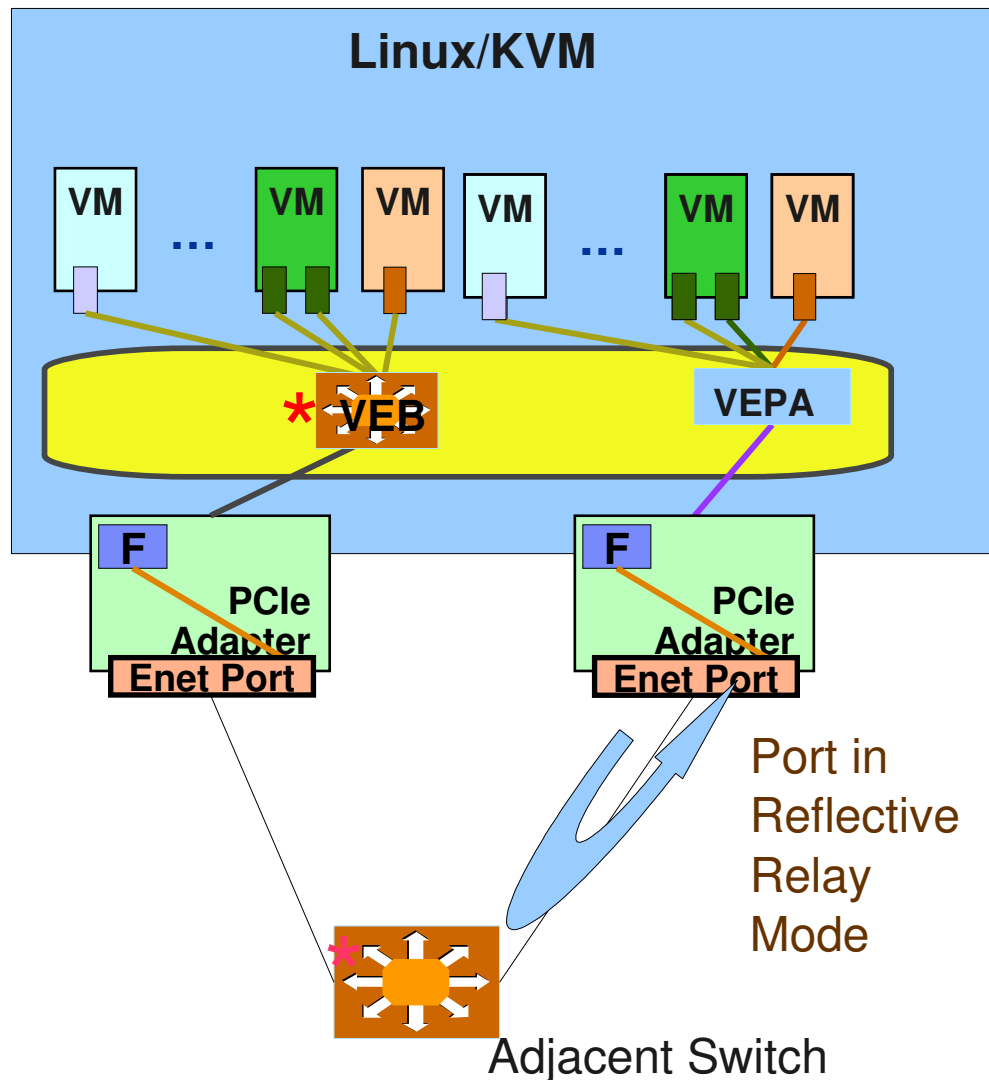 Linux/KVM
VM
...
VM
VM
VM
...
VM
VM
* VEB
VEPA
F
PCIe
Adapter
Enet Port
F
PCIe
Adapter
Enet Port
Port in
Reflective
Relay
Mode
*
Adjacent Switch